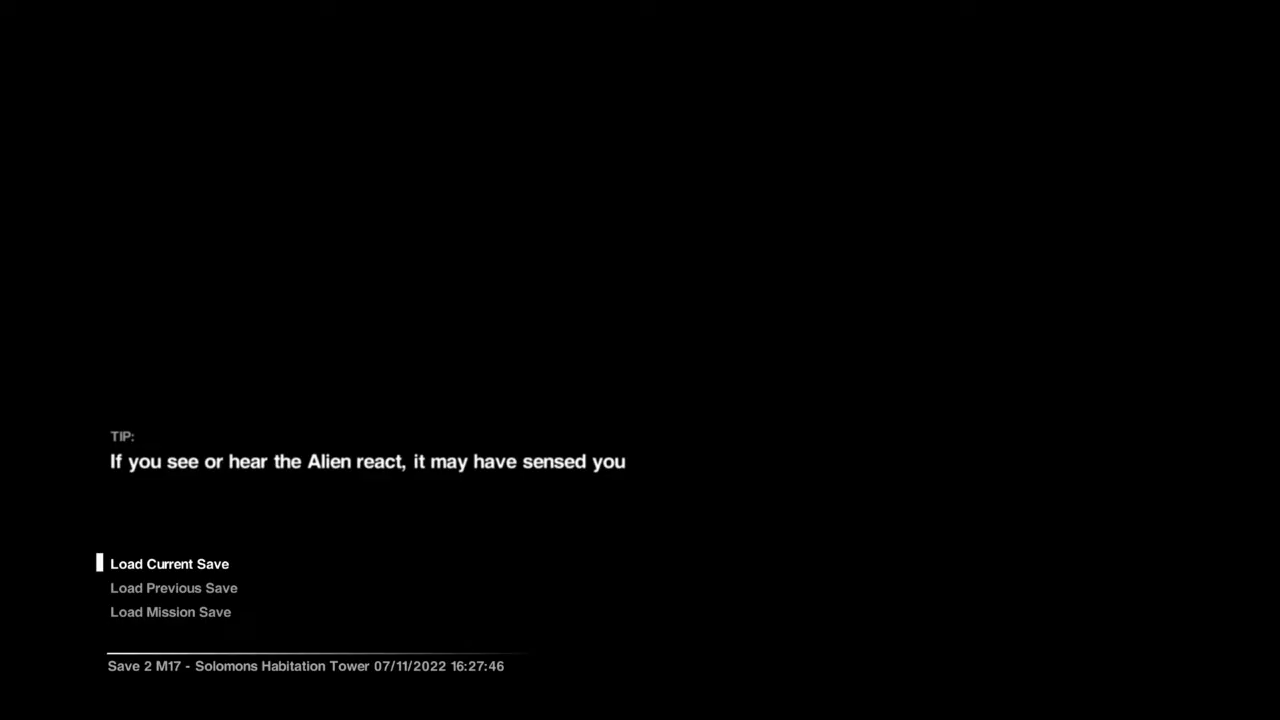 TIP:
If you see or hear the Alien react, it may have sensed you
Load Current Save
Load Previous Save
Load Mission Save
Save 2 M17 - Solomons Habitation Tower 07/11/2022 16:27:46